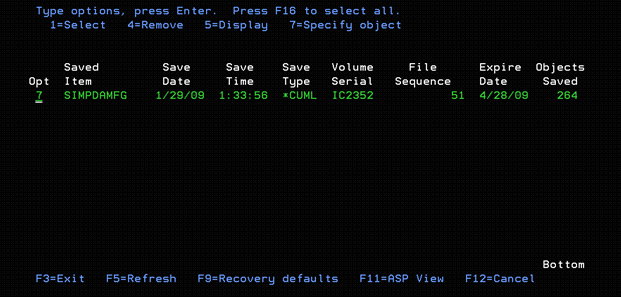 Type options, press Enter.  Press F16 to select all.
1=Select   4=Remove   5=Display   7=Specify object
Saved         Save     Save    Save  Volume     File      Expire  Objects
Opt  Item          Date     Time    Type  Serial   Sequence    Date     Saved
7   SIMPDAMFG    1/29/09  1:33:56  *CUML  IC2352           51  4/28/09    264
Bottom
F3=Exit   F5=Refresh   F9=Recovery defaults   F11=ASP View   F12=Cancel